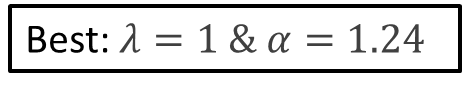 Best: λ = 1 & α = 1.24